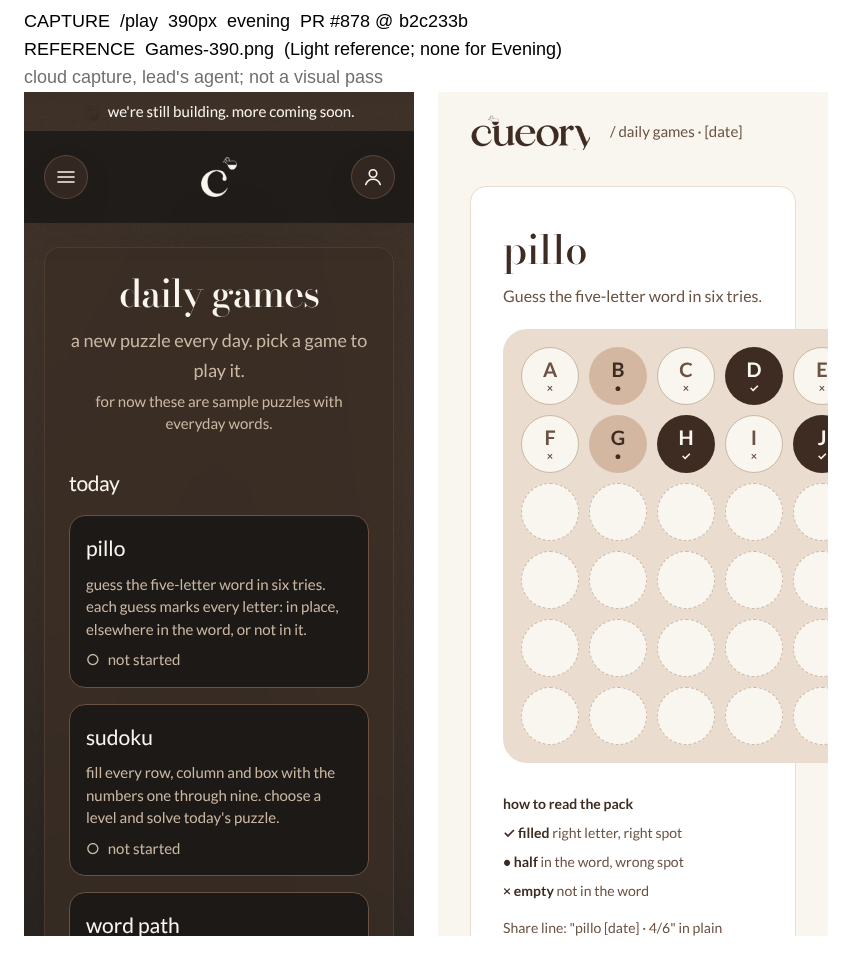 CAPTURE /play 390px evening PR #878 @ b2c233b
REFERENCE Games-390.png (Light reference; none for Evening)
cloud capture, lead's agent; not a visual pass
we're still building. more coming soon.
c
daily games
a new puzzle every day. pick a game to
play it.
for now these are sample puzzles with
everyday words.
today
pillo
guess the five-letter word in six tries.
each guess marks every letter: in place,
elsewhere in the word, or not in it.
not started
sudoku
fill every row, column and box with the
numbers one through nine. choose a
level and solve today's puzzle.
not started
word path
cueory / daily games · [date]
pillo
Guess the five-letter word in six tries.
A B C D E
× • × ✓ ×
F G H I J
× • ✓ × ✓
how to read the pack
✓ filled right letter, right spot
• half in the word, wrong spot
× empty not in the word
Share line: "pillo [date] · 4/6" in plain